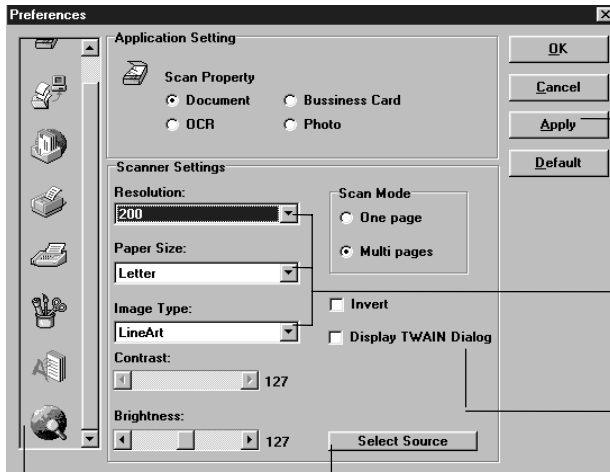 Preferences
Application Setting
Scan Property
Document
Bussiness Card
OCR
Photo
OK
Cancel
Apply
Default
Scanner Settings
Resolution:
200
Paper Size:
Letter
Image Type:
LineArt
Contrast:
127
Brightness:
127
Scan Mode
One page
Multi pages
Invert
Display TWAIN Dialog
Select Source